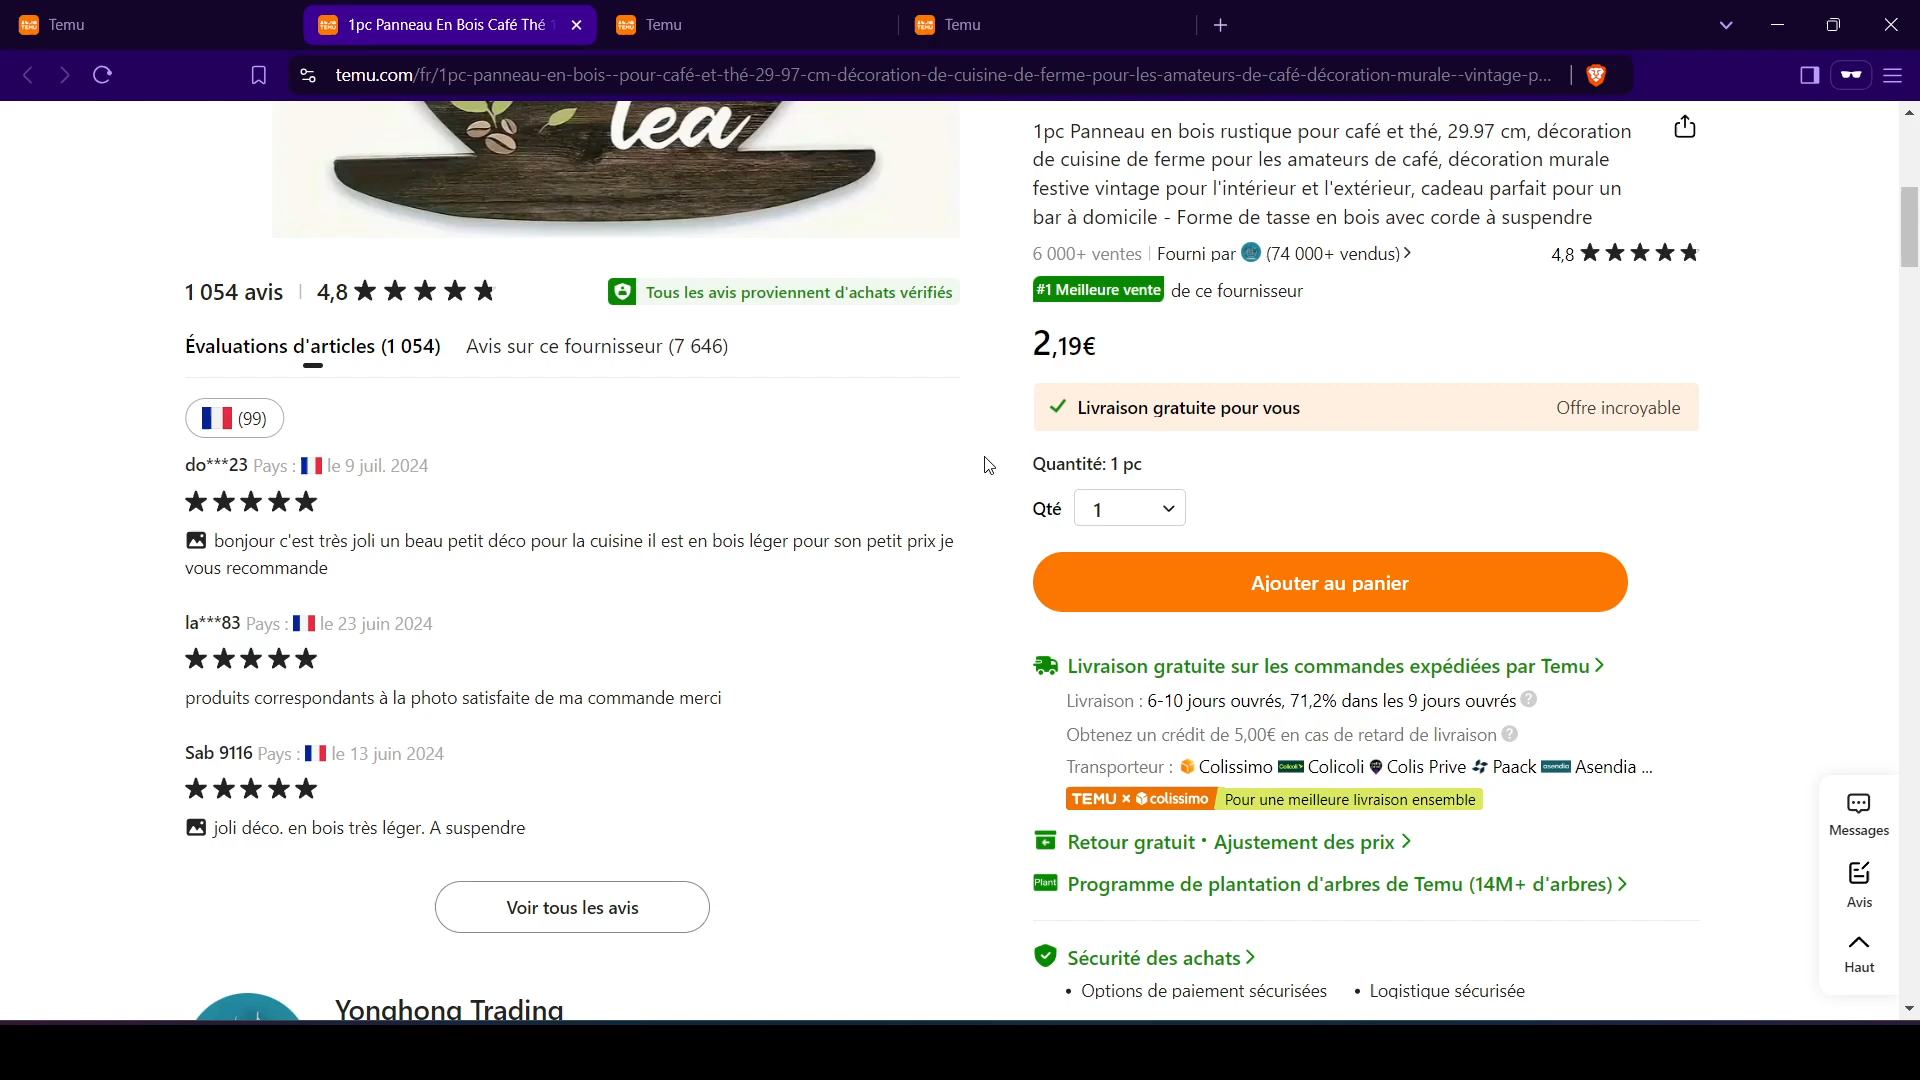 Temu
1pc Panneau En Bois Café Thé
Temu
Temu
temu.com/fr/1pc-panneau-en-bois--pour-café-et-thé-29-97-cm-décoration-de-cuisine-de-ferme-pour-les-amateurs-de-café-décoration-murale--vintage-p...
tea
1pc Panneau en bois rustique pour café et thé, 29.97 cm, décoration
de cuisine de ferme pour les amateurs de café, décoration murale
festive vintage pour l'intérieur et l'extérieur, cadeau parfait pour un
bar à domicile - Forme de tasse en bois avec corde à suspendre
6 000+ ventes | Fourni par (74 000+ vendus) 4,8
#1 Meilleure vente de ce fournisseur
2,19€
Livraison gratuite pour vous Offre incroyable
Quantité: 1 pc
Qté 1
Ajouter au panier
Livraison gratuite sur les commandes expédiées par Temu
Livraison : 6-10 jours ouvrés, 71,2% dans les 9 jours ouvrés ?
Obtenez un crédit de 5,00€ en cas de retard de livraison ?
Transporteur : Colissimo Colicoli Colis Prive Paack asendia Asendia ...
TEMU × colissimo Pour une meilleure livraison ensemble
Retour gratuit · Ajustement des prix
Plant Programme de plantation d'arbres de Temu (14M+ d'arbres)
Sécurité des achats
• Options de paiement sécurisées • Logistique sécurisée
1 054 avis | 4,8 Tous les avis proviennent d'achats vérifiés
Évaluations d'articles (1 054) Avis sur ce fournisseur (7 646)
(99)
do***23 Pays : le 9 juil. 2024
bonjour c'est très joli un beau petit déco pour la cuisine il est en bois léger pour son petit prix je
vous recommande
la***83 Pays : le 23 juin 2024
produits correspondants à la photo satisfaite de ma commande merci
Sab 9116 Pays : le 13 juin 2024
joli déco. en bois très léger. A suspendre
Voir tous les avis
Yonghong Trading
Messages
Avis
Haut